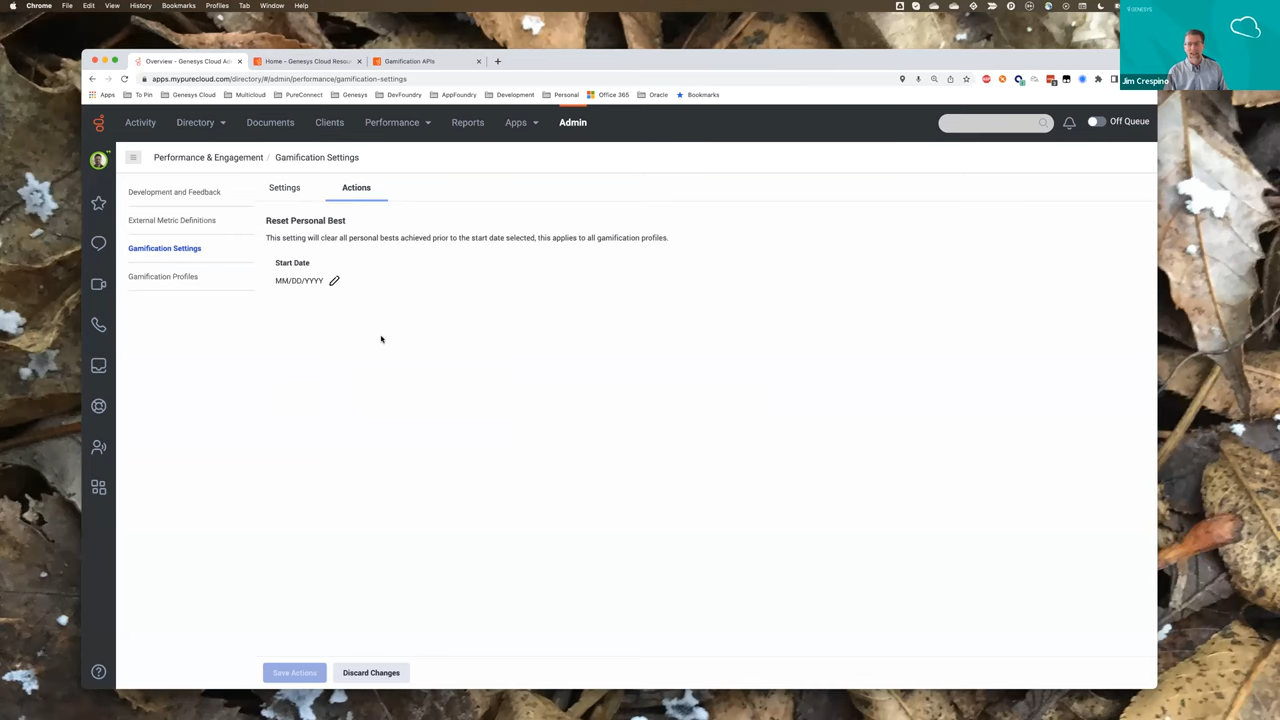 Chrome File Edit View History Bookmarks Profiles Tab Window Help
GENESYS
Jim Crespino
Overview - Genesys Cloud Ad
Home - Genesys Cloud Resou
Gamification APIs
apps.mypurecloud.com/directory/#/admin/performance/gamification-settings
Apps To Pin Genesys Cloud Multicloud PureConnect Genesys DevFoundry AppFoundry Development Personal Office 365 Oracle Bookmarks
Activity Directory Documents Clients Performance Reports Apps Admin Off Queue
Performance & Engagement / Gamification Settings
Development and Feedback
External Metric Definitions
Gamification Settings
Gamification Profiles
Settings Actions
Reset Personal Best
This setting will clear all personal bests achieved prior to the start date selected, this applies to all gamification profiles.
Start Date
MM/DD/YYYY
Save Actions Discard Changes